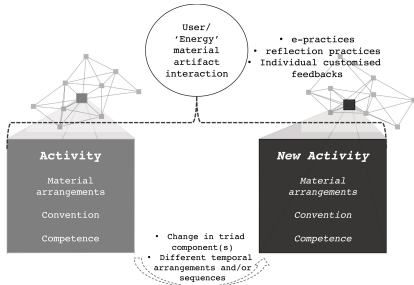 User/
'Energy'
material
artifact
interaction
• e-practices
• reflection practices
• Individual customised
feedbacks
Activity
Material
arrangements
Convention
Competence
New Activity
Material
arrangements
Convention
Competence
• Change in triad
component(s)
• Different temporal
arrangements and/or
sequences